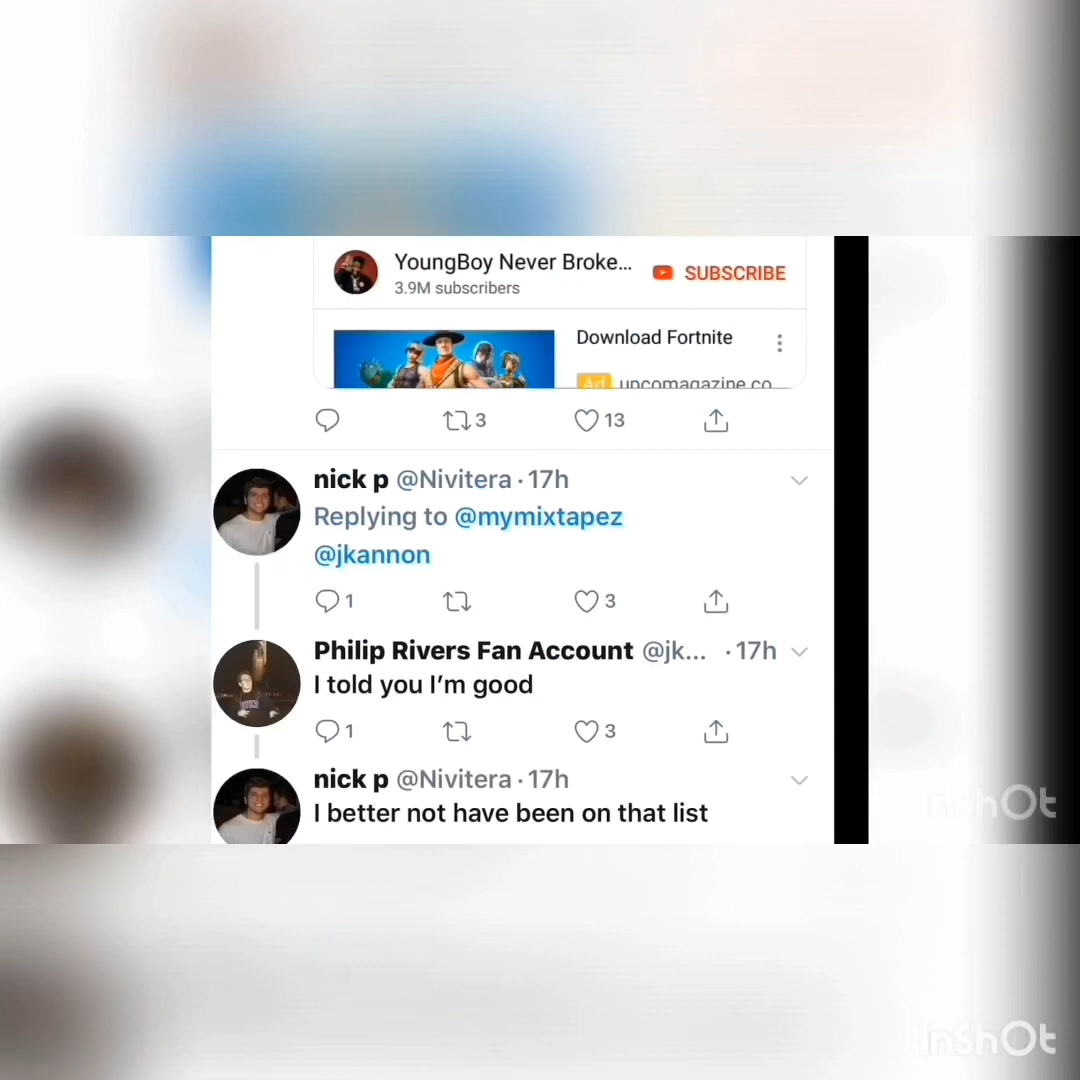 YoungBoy Never Broke...
SUBSCRIBE
3.9M subscribers
Download Fortnite
Ad upcomagazine.co
3
13
nick p @Nivitera · 17h
Replying to @mymixtapez
@jkannon
1
3
Philip Rivers Fan Account @jk... · 17h
I told you I'm good
1
3
nick p @Nivitera · 17h
I better not have been on that list
InShOt
InShOt